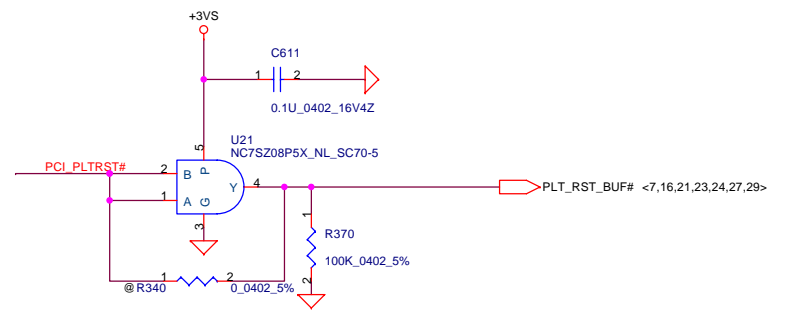 +3VS
C611
1 2
0.1U_0402_16V4Z
5
U21
NC7SZ08P5X_NL_SC70-5
PCI_PLTRST#
2 B P
Y 4
1 A G
3
PLT_RST_BUF# <7,16,21,23,24,27,29>
1
R370
100K_0402_5%
2
1 2
@R340 0_0402_5%